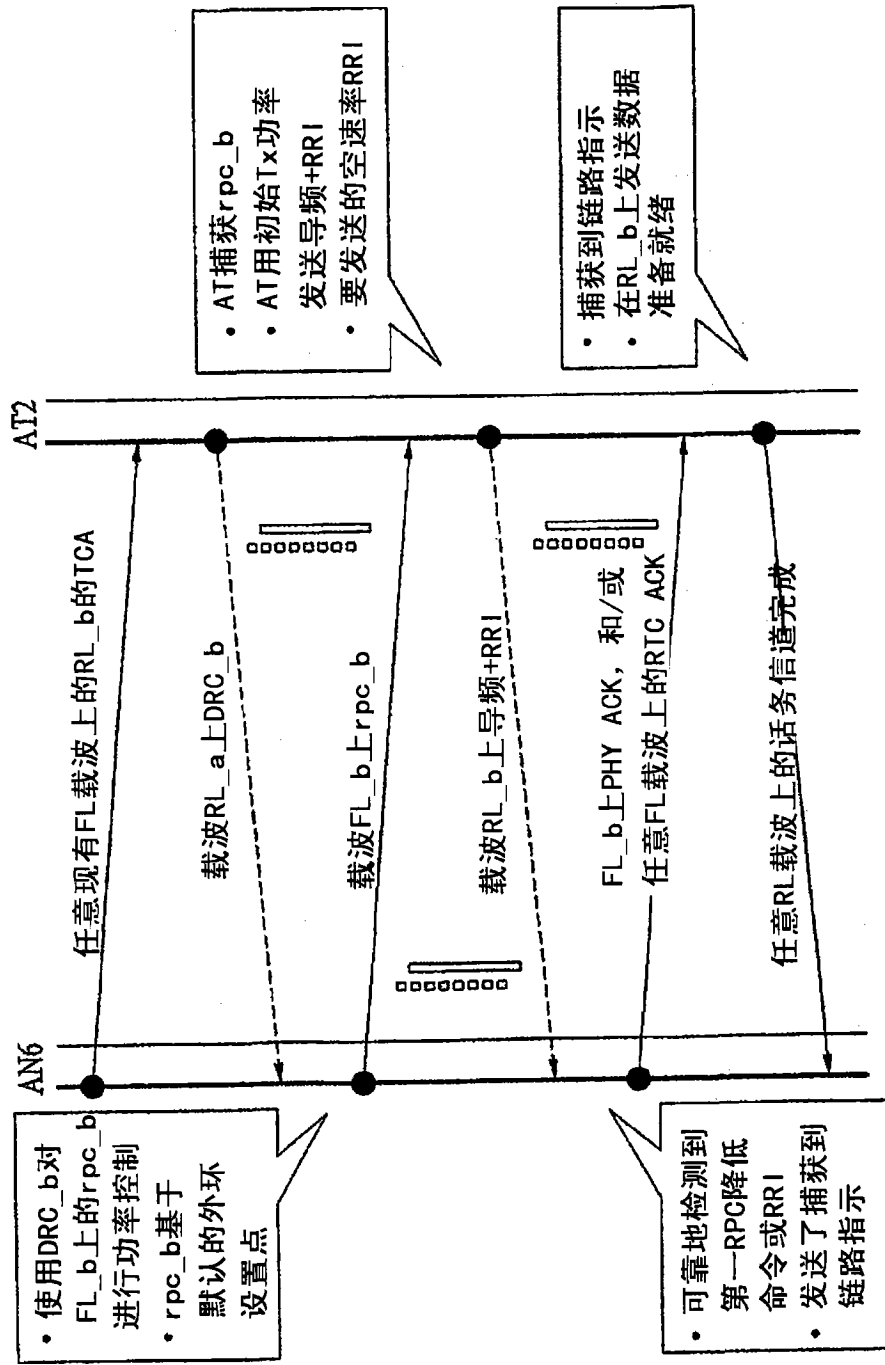 AN6
AT2
任意现有FL载波上的RL_b的TCA
载波RL_a上DRC_b
载波FL_b上rpc_b
载波RL_b上导频+RRI
FL_b上PHY ACK, 和/或
任意FL载波上的RTC ACK
任意RL载波上的话务信道完成
• 使用DRC_b对
FL_b上的rpc_b
进行功率控制
• rpc_b基于
默认的外环
设置点
• 可靠地检测到
第一RPC降低
命令或RRI
• 发送了捕获到
链路指示
• AT捕获rpc_b
• AT用初始Tx功率
发送导频+RRI
• 要发送的空速率RRI
• 捕获到链路指示
• 在RL_b上发送数据
准备就绪